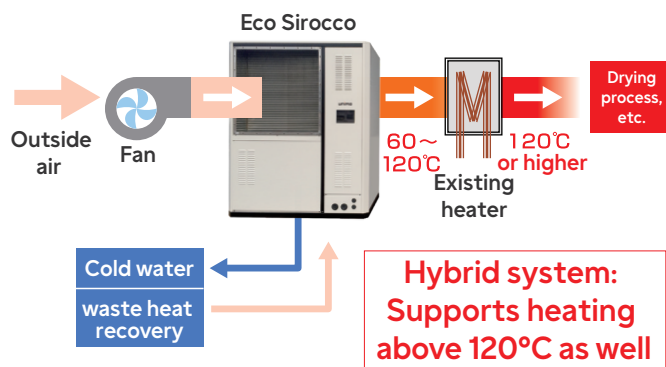 Eco Sirocco
Outside
air
Fan
60～
120℃
Existing
heater
120℃
or higher
Drying
process,
etc.
Cold water
waste heat
recovery
Hybrid system:
Supports heating
above 120°C as well